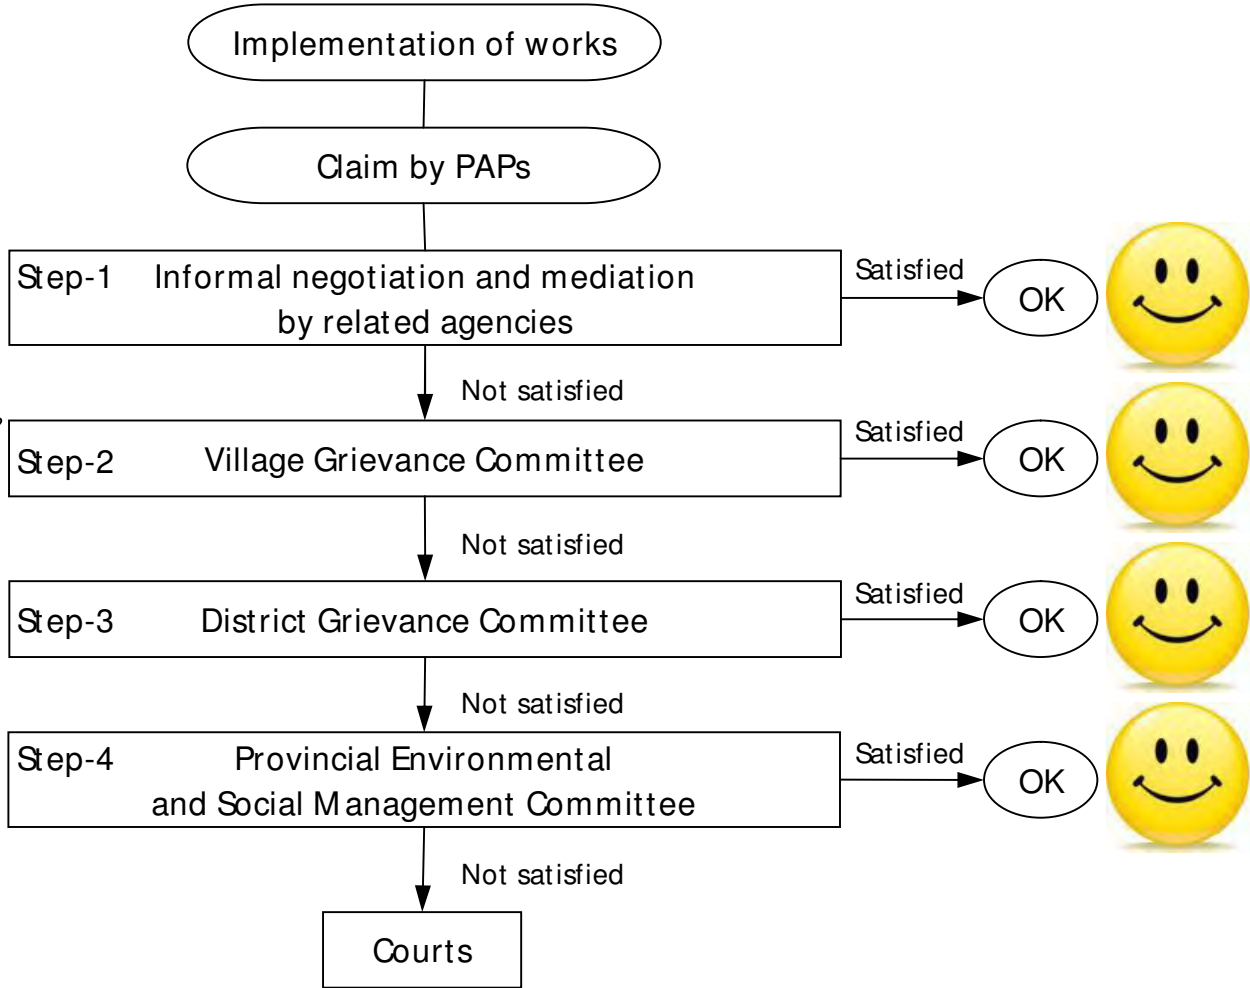 Implementation of works
Claim by PAPs
Step-1 Informal negotiation and mediation
by related agencies
Satisfied
OK
Not satisfied
Step-2 Village Grievance Committee
Satisfied
OK
Not satisfied
Step-3 District Grievance Committee
Satisfied
OK
Not satisfied
Step-4 Provincial Environmental
and Social Management Committee
Satisfied
OK
Not satisfied
Courts